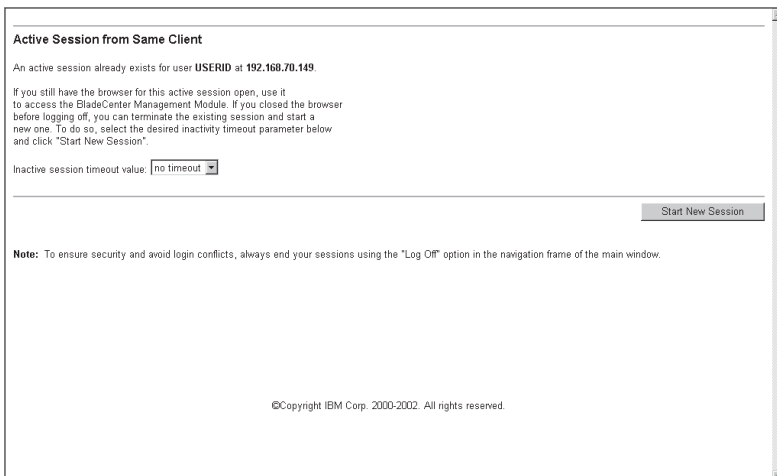 Active Session from Same Client
An active session already exists for user USERID at 192.168.70.149.
If you still have the browser for this active session open, use it
to access the BladeCenter Management Module. If you closed the browser
before logging off, you can terminate the existing session and start a
new one. To do so, select the desired inactivity timeout parameter below
and click "Start New Session".
Inactive session timeout value: no timeout
Start New Session
Note: To ensure security and avoid login conflicts, always end your sessions using the "Log Off" option in the navigation frame of the main window.
©Copyright IBM Corp. 2000-2002. All rights reserved.